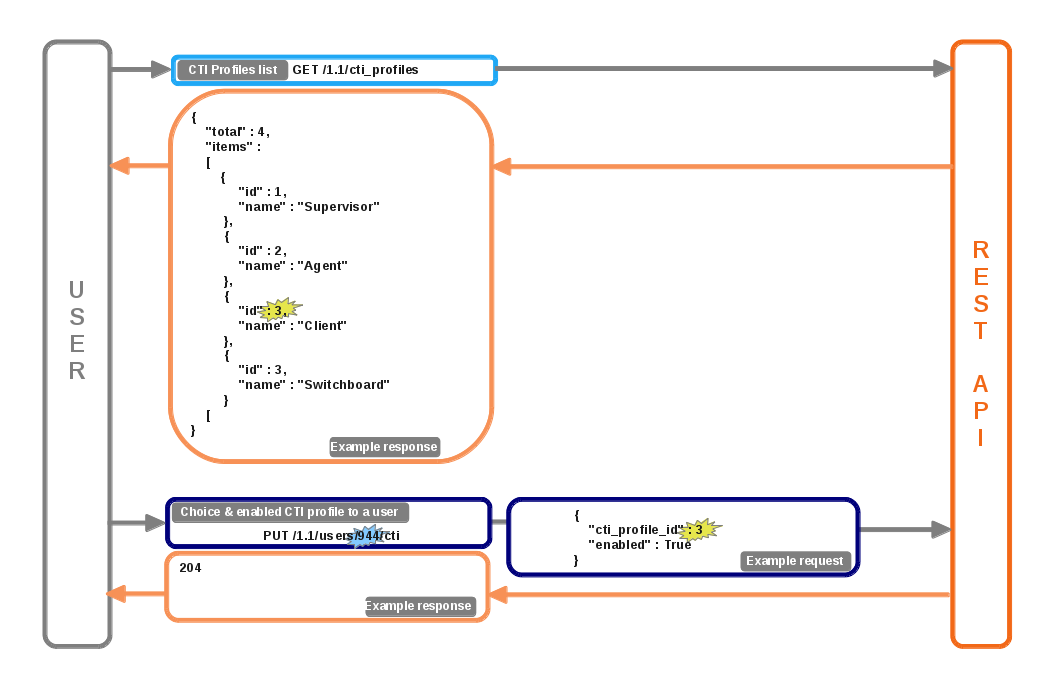 USER
CTI Profiles list GET /1.1/cti_profiles
{
"total" : 4,
"items" :
[
{
"id" : 1,
"name" : "Supervisor"
},
{
"id" : 2,
"name" : "Agent"
},
{
"id" : 3,
"name" : "Client"
},
{
"id" : 3,
"name" : "Switchboard"
}
[
}
Example response
REST API
Choice & enabled CTI profile to a user
PUT /1.1/users/944/cti
{
"cti_profile_id" : 3
"enabled" : True
}
Example request
204
Example response